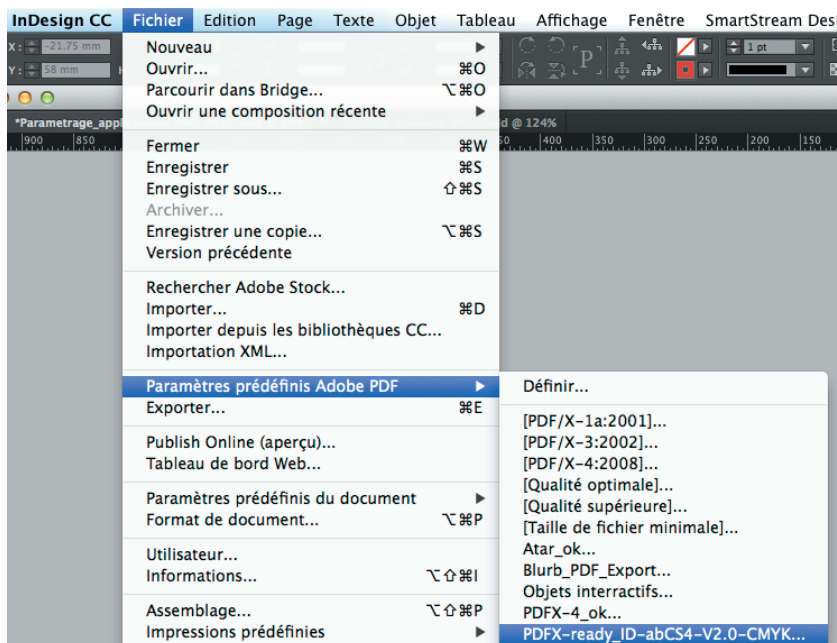 InDesign CC Fichier Edition Page Texte Objet Tableau Affichage Fenêtre SmartStream Des
X: -21.75 mm
P
1 pt
Y: 58 mm
*Parametrage_appl
d @ 124%
900 850
50 400 350 300 250 200 150
Nouveau
Ouvrir... ⌘O
Parcourir dans Bridge... ⌥⌘O
Ouvrir une composition récente
Fermer ⌘W
Enregistrer ⌘S
Enregistrer sous... ⇧⌘S
Archiver...
Enregistrer une copie... ⌥⌘S
Version précédente
Rechercher Adobe Stock...
Importer... ⌘D
Importer depuis les bibliothèques CC...
Importation XML...
Paramètres prédéfinis Adobe PDF
Exporter... ⌘E
Publish Online (aperçu)...
Tableau de bord Web...
Paramètres prédéfinis du document
Format de document... ⌥⌘P
Utilisateur...
Informations... ⌥⇧⌘I
Assemblage... ⌥⇧⌘P
Impressions prédéfinies
Définir...
[PDF/X-1a:2001]...
[PDF/X-3:2002]...
[PDF/X-4:2008]...
[Qualité optimale]...
[Qualité supérieure]...
[Taille de fichier minimale]...
Atar_ok...
Blurb_PDF_Export...
Objets interractifs...
PDFX-4_ok...
PDFX-ready_ID-abCS4-V2.0-CMYK...